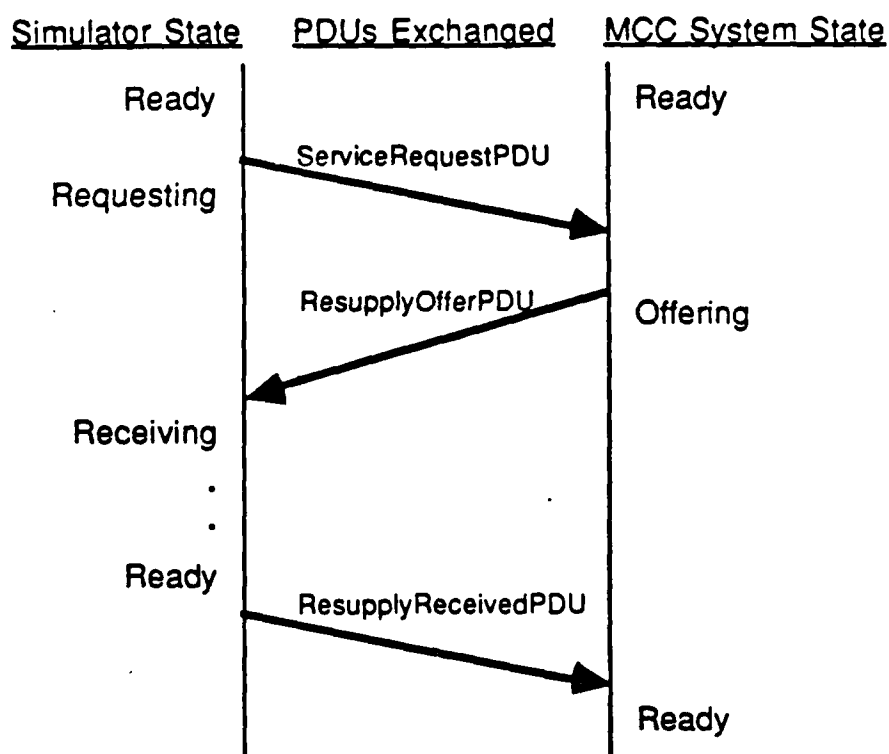 Simulator State PDUs Exchanged MCC System State
Ready Ready
ServiceRequestPDU
Requesting
ResupplyOfferPDU
Offering
Receiving
Ready
ResupplyReceivedPDU
Ready